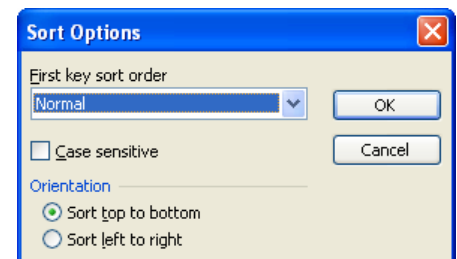 Sort Options
First key sort order
Normal
OK
Case sensitive
Cancel
Orientation
Sort top to bottom
Sort left to right